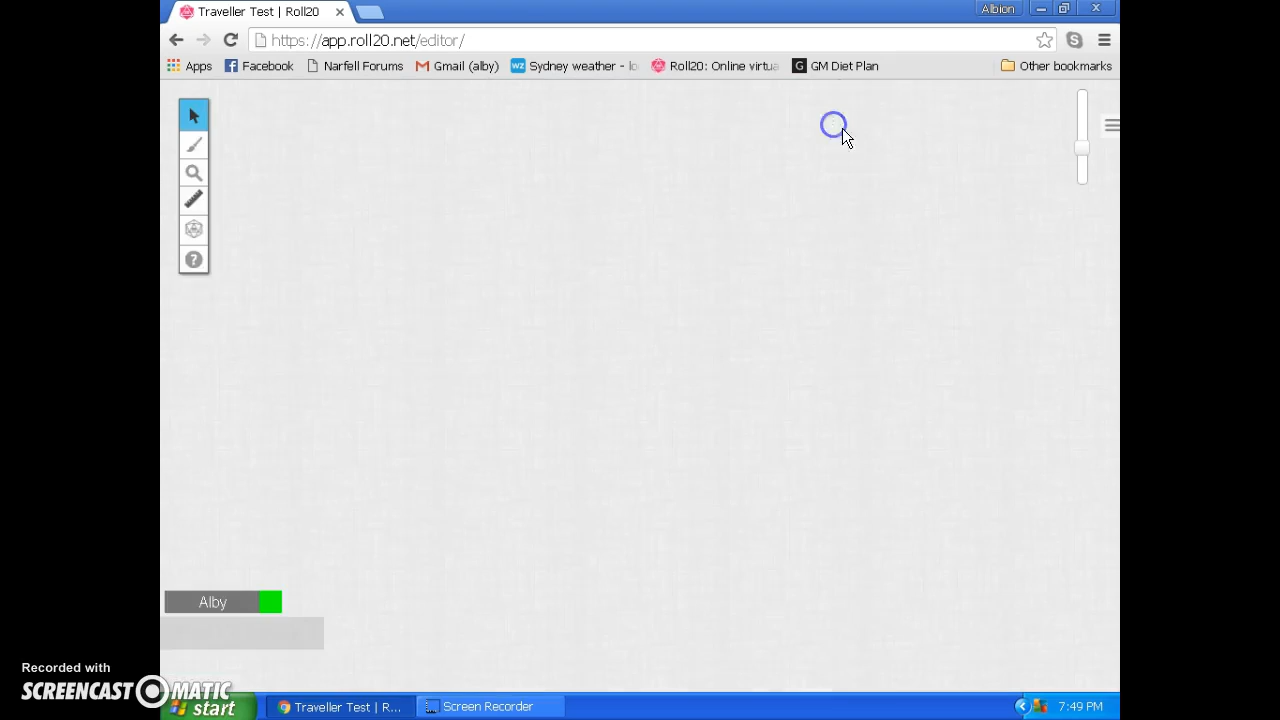 Traveller Test | Roll20
Albion
https://app.roll20.net/editor/
Apps Facebook Narfell Forums Gmail (alby) Sydney weather - lo Roll20: Online virtua GM Diet Plan Other bookmarks
Alby
Recorded with
SCREENCAST MATIC
start Traveller Test | R... Screen Recorder 7:49 PM